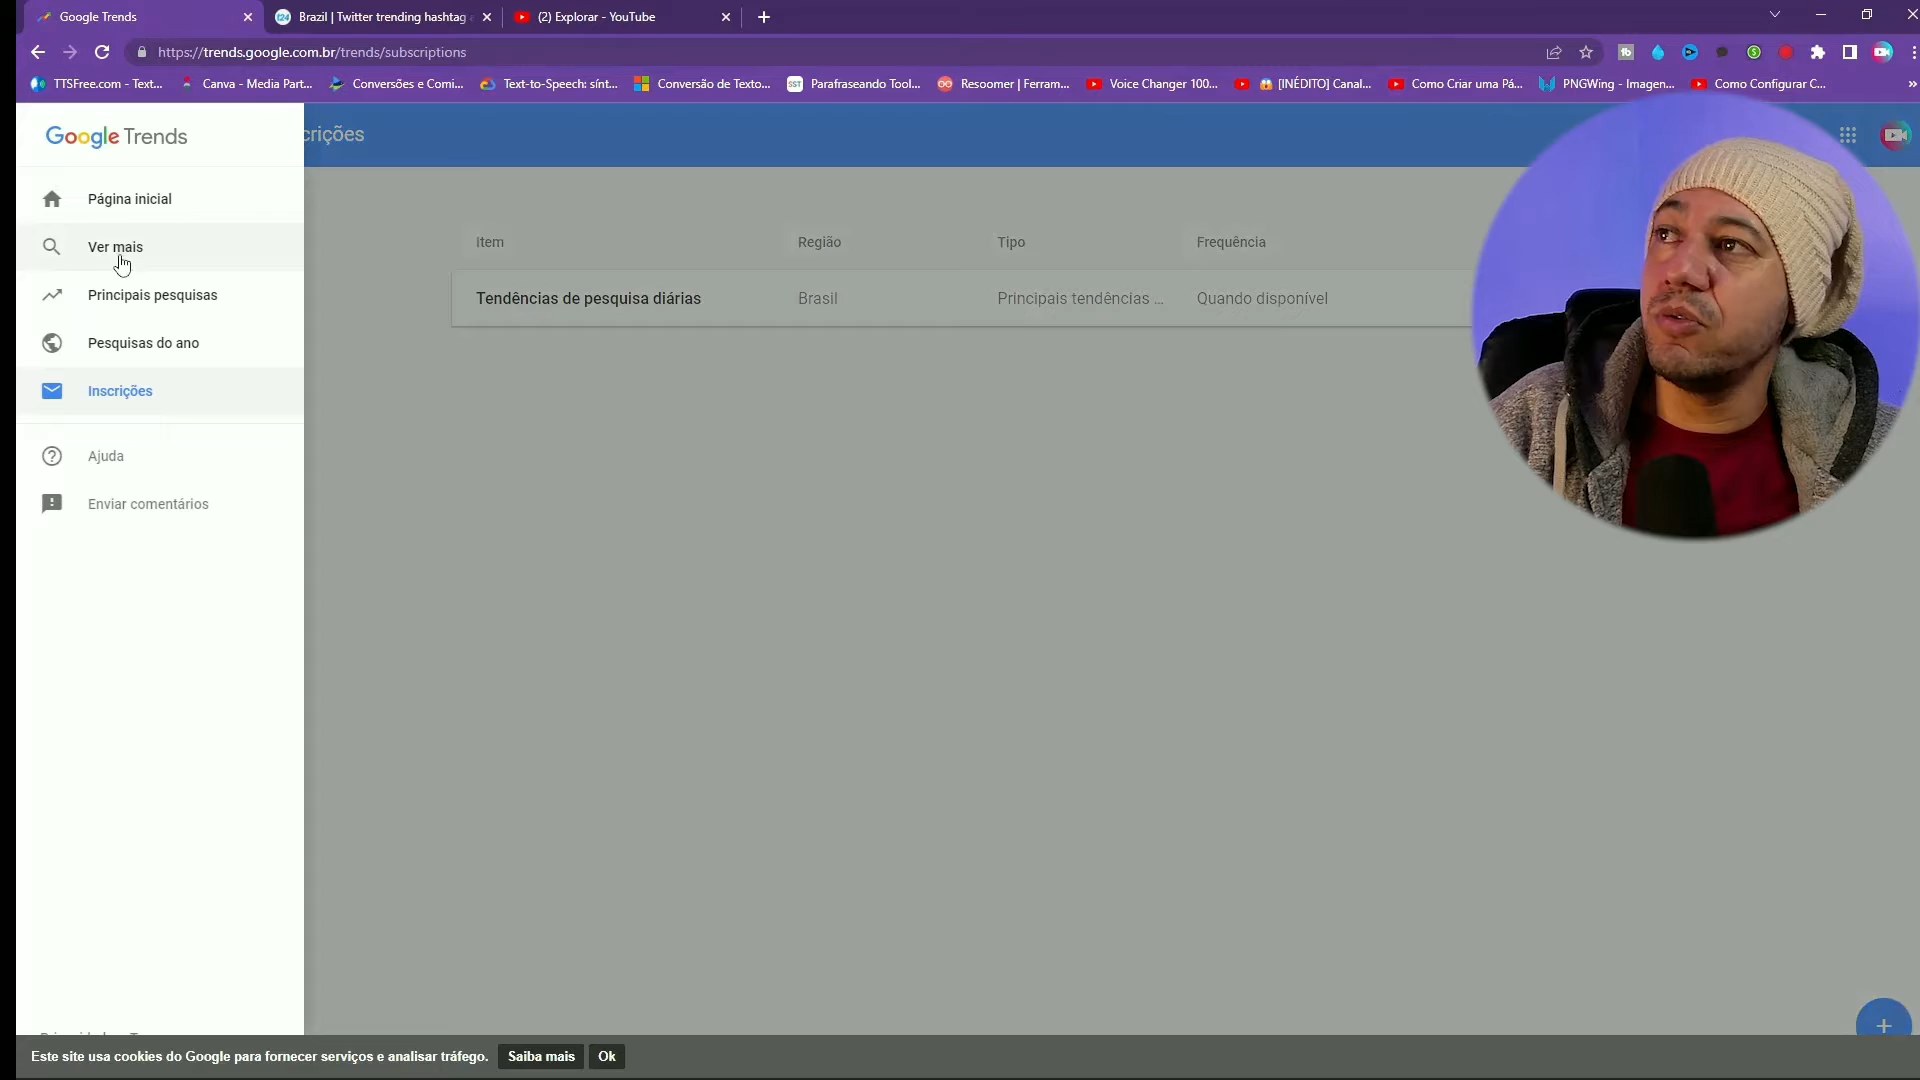 Google Trends
Brazil | Twitter trending hashtag
(2) Explorar - YouTube
https://trends.google.com.br/trends/subscriptions
TTSFree.com - Text...
Canva - Media Part...
Conversões e Comi...
Text-to-Speech: sínt...
Conversão de Texto...
SST
Parafraseando Tool...
Resoomer | Ferram...
Voice Changer 100...
[INÉDITO] Canal...
Como Criar uma Pá...
PNGWing - Imagen...
Como Configurar C...
»
Google Trends
crições
Página inicial
Ver mais
Principais pesquisas
Pesquisas do ano
Inscrições
Ajuda
Enviar comentários
Item
Região
Tipo
Frequência
Tendências de pesquisa diárias
Brasil
Principais tendências ...
Quando disponível
Este site usa cookies do Google para fornecer serviços e analisar tráfego.
Saiba mais
Ok